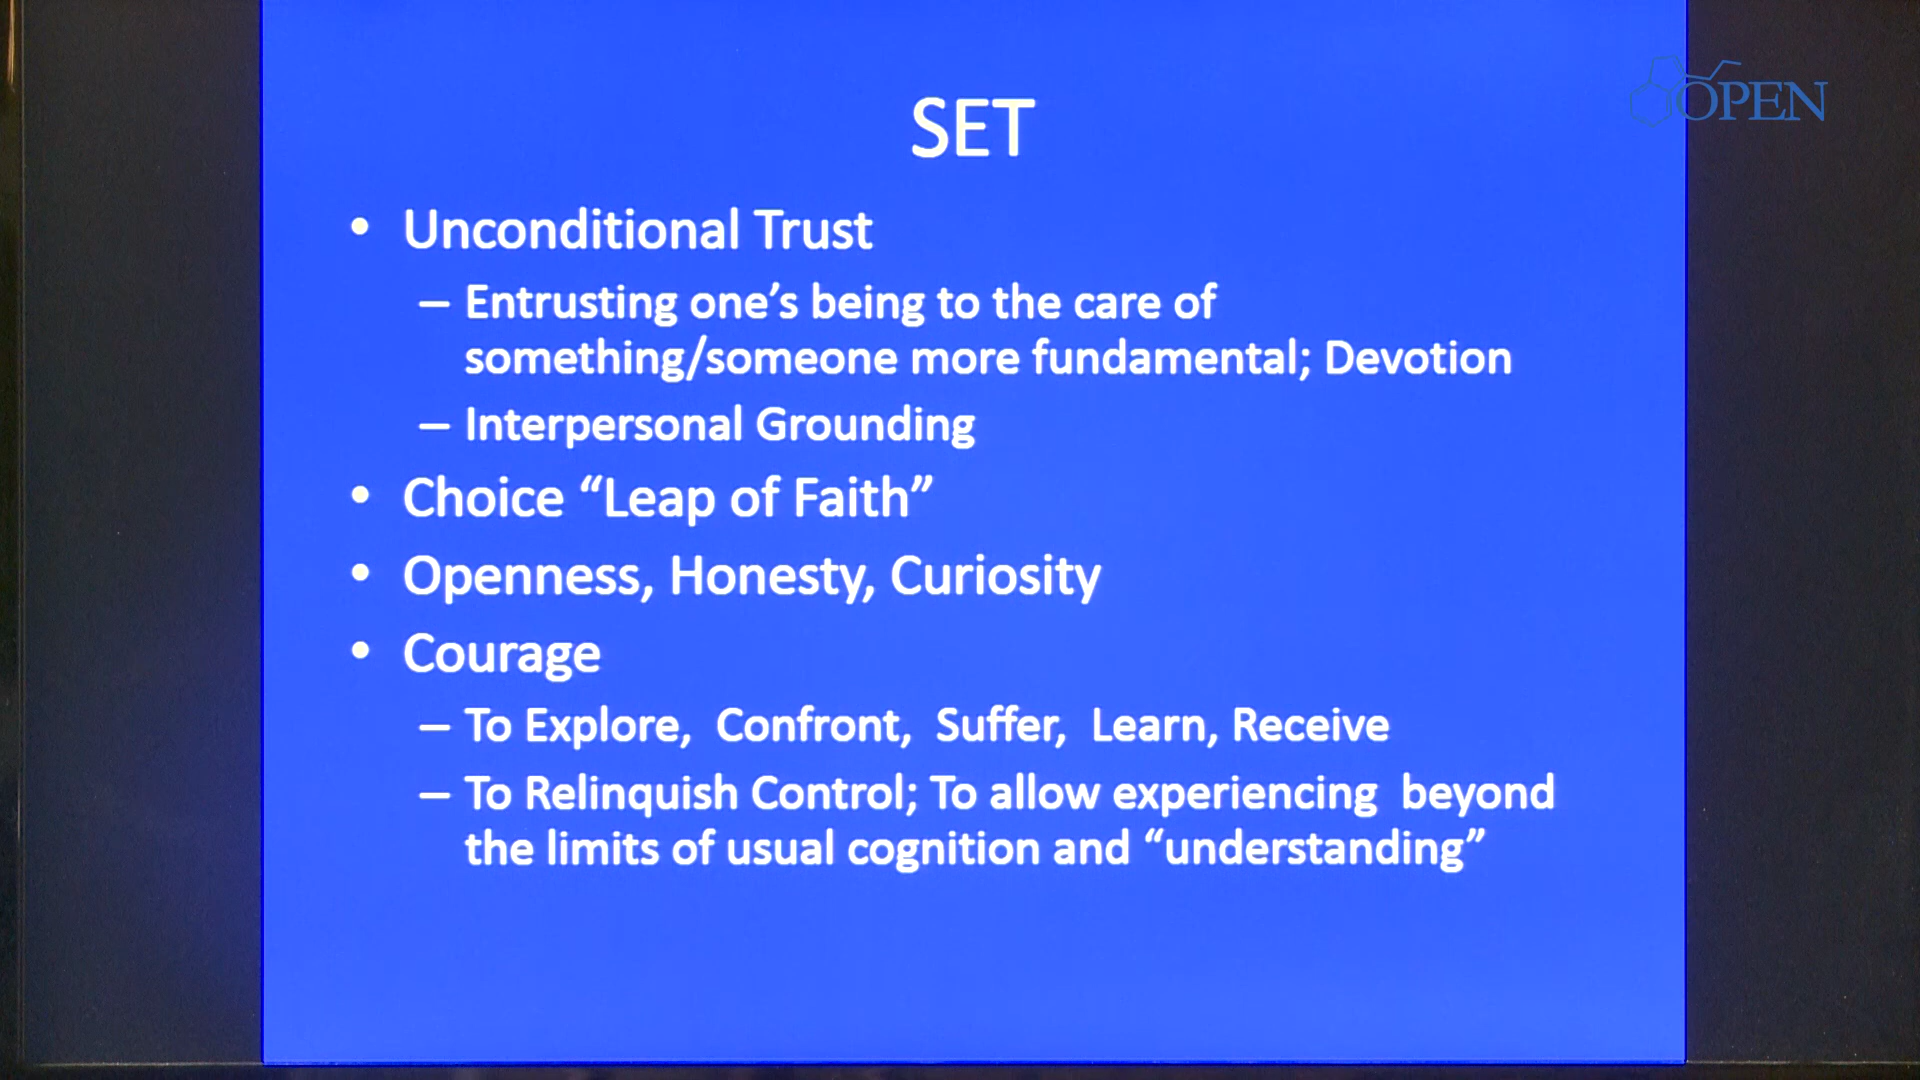 OPEN
SET
• Unconditional Trust
– Entrusting one’s being to the care of
something/someone more fundamental; Devotion
– Interpersonal Grounding
• Choice “Leap of Faith”
• Openness, Honesty, Curiosity
• Courage
– To Explore,  Confront,  Suffer,  Learn, Receive
– To Relinquish Control; To allow experiencing  beyond
the limits of usual cognition and “understanding”